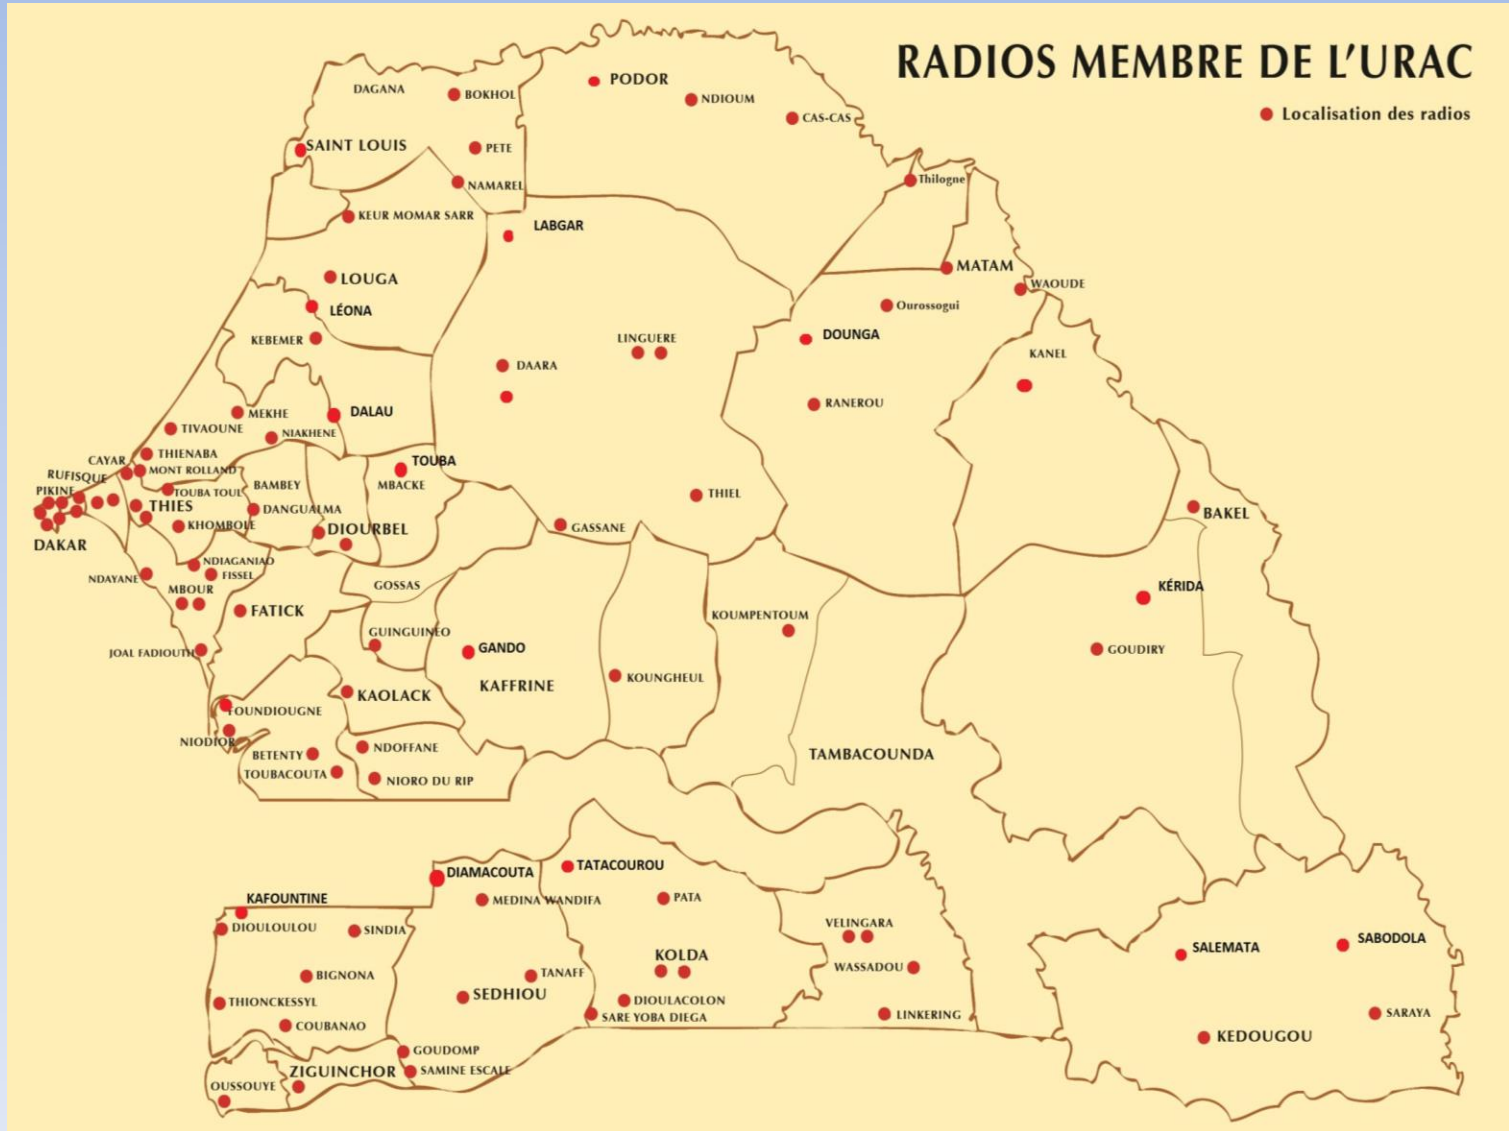 RADIOS MEMBRE DE L'URAC
Localisation des radios
PODOR
DAGANA
BOKHOL
NDIOUM
CAS-CAS
SAINT LOUIS
PETE
NAMAREL
Thilogne
KEUR MOMAR SARR
LABGAR
MATAM
LOUGA
WAOUDE
LÉONA
Ourossogui
KEBEMER
LINGUERE
DOUNGA
KANEL
DAARA
RANEROU
MEKHE
DALAU
TIVAOUNE
NIAKHENE
CAYAR
THIENABA
TOUBA
RUFISQUE
MONT ROLLAND
PIKINE
TOUBA TOUL
BAMBEY
MBACKE
THIEL
THIES
DANGUALMA
BAKEL
KHOMBOLE
DIOURBEL
GASSANE
DAKAR
NDIAGANIAO
NDAYANE
FISSEL
MBOUR
GOSSAS
KÉRIDA
FATICK
KOUMPENTOUM
GUINGUINEO
JOAL FADIOUTH
GANDO
GOUDIRY
KAFFRINE
KOUNGHEUL
KAOLACK
FOUNDIOUGNE
NIODIOR
BETENTY
NDOFFANE
TAMBACOUNDA
TOUBACOUTA
NIORO DU RIP
DIAMACOUTA
TATACOUROU
KAFOUNTINE
MEDINA WANDIFA
PATA
DIOULOULOU
SINDIA
VELINGARA
SALEMATA
SABODOLA
BIGNONA
TANAFF
KOLDA
WASSADOU
THIONCKESSYL
SEDHIOU
DIOULACOLON
COUBANAO
SARE YOBA DIEGA
LINKERING
SARAYA
KEDOUGOU
GOUDOMP
ZIGUINCHOR
SAMINE ESCALE
OUSSOUYE